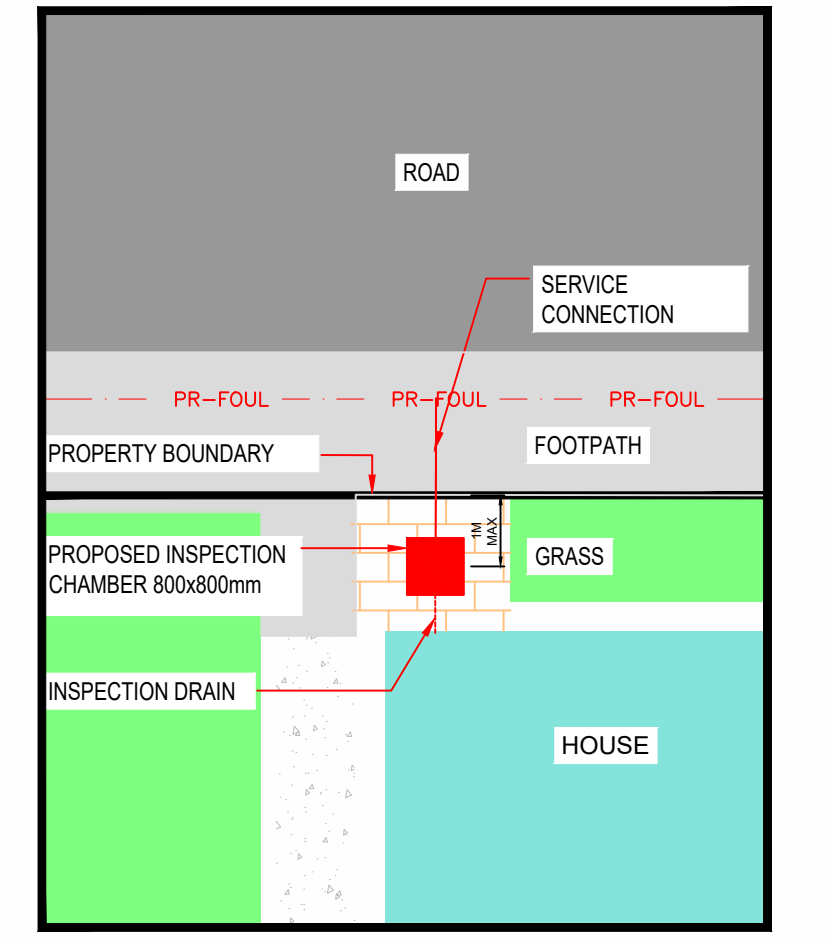 ROAD
SERVICE
CONNECTION
PR-FOUL PR-FOUL PR-FOUL
PROPERTY BOUNDARY
FOOTPATH
1M
MAX
PROPOSED INSPECTION
CHAMBER 800x800mm
GRASS
INSPECTION DRAIN
HOUSE